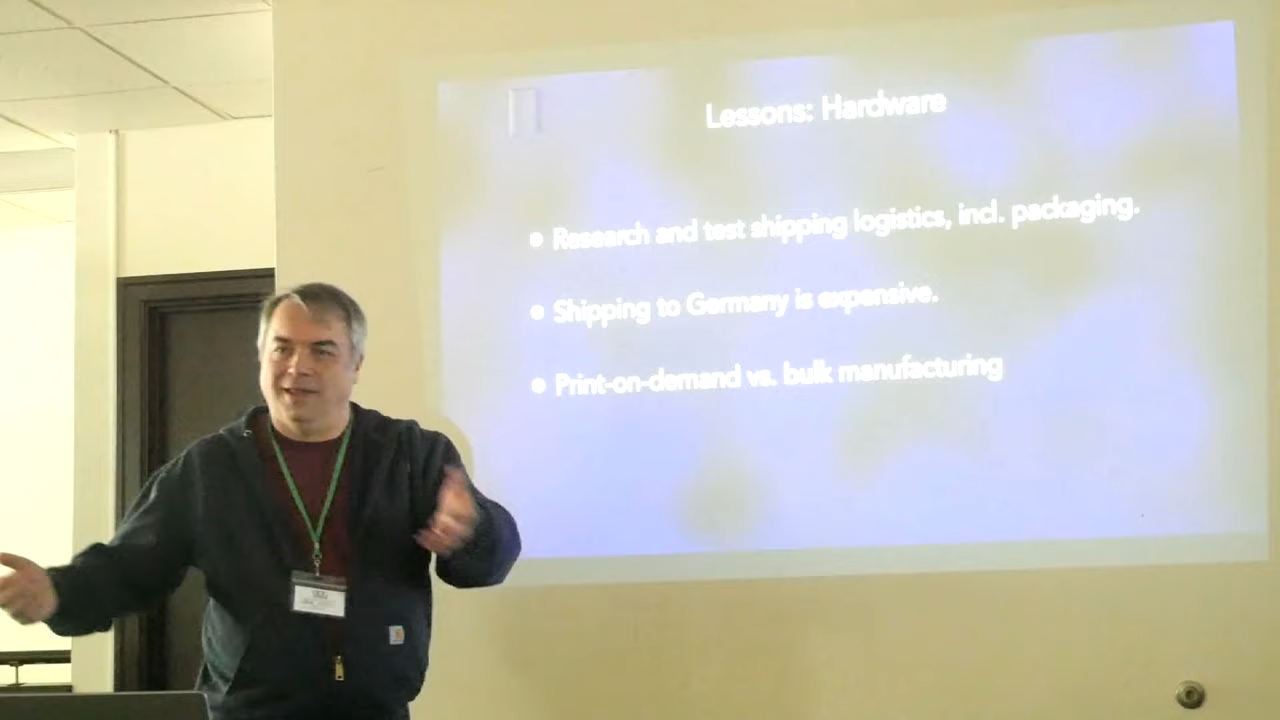 Lessons: Hardware
Research and test shipping logistics, incl. packaging.
Shipping to Germany is expensive.
Print-on-demand vs. bulk manufacturing